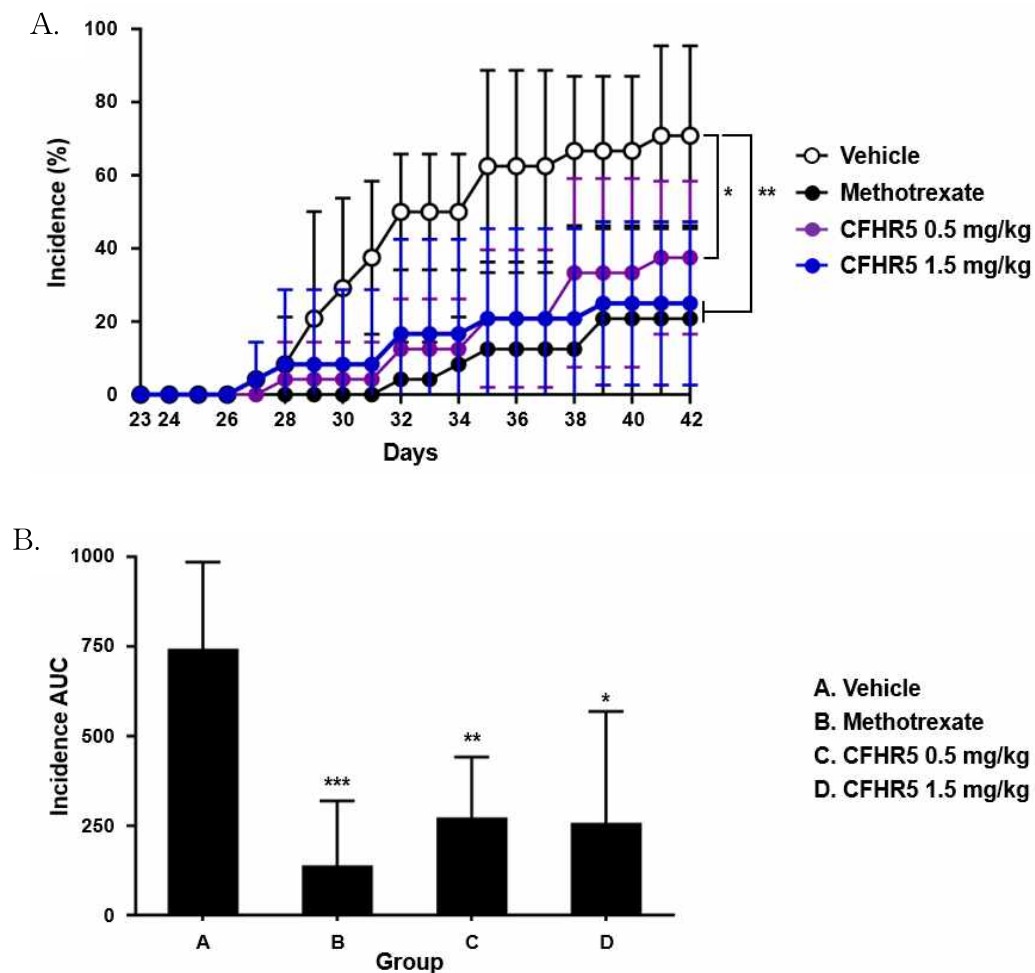 A.
100
80
60
40
20
0
Incidence (%)
23 24 26 28 30 32 34 36 38 40 42
Days
* **
Vehicle
Methotrexate
CFHR5 0.5 mg/kg
CFHR5 1.5 mg/kg
B.
1000
750
500
250
0
Incidence AUC
***
**
*
A B C D
Group
A. Vehicle
B. Methotrexate
C. CFHR5 0.5 mg/kg
D. CFHR5 1.5 mg/kg